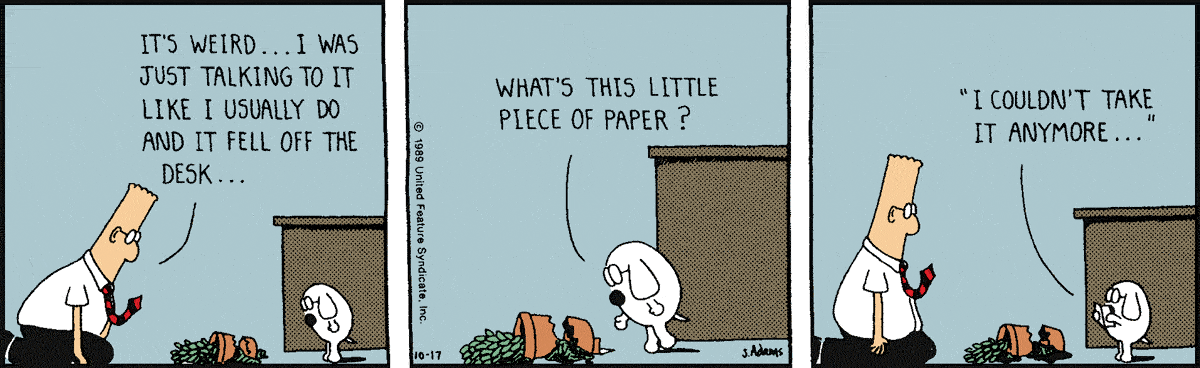 IT'S WEIRD...I WAS
JUST TALKING TO IT
LIKE I USUALLY DO
AND IT FELL OFF THE
DESK...
WHAT'S THIS LITTLE
PIECE OF PAPER?
© 1989 United Feature Syndicate, Inc.
10-17
S. Adams
"I COULDN'T TAKE
IT ANYMORE..."